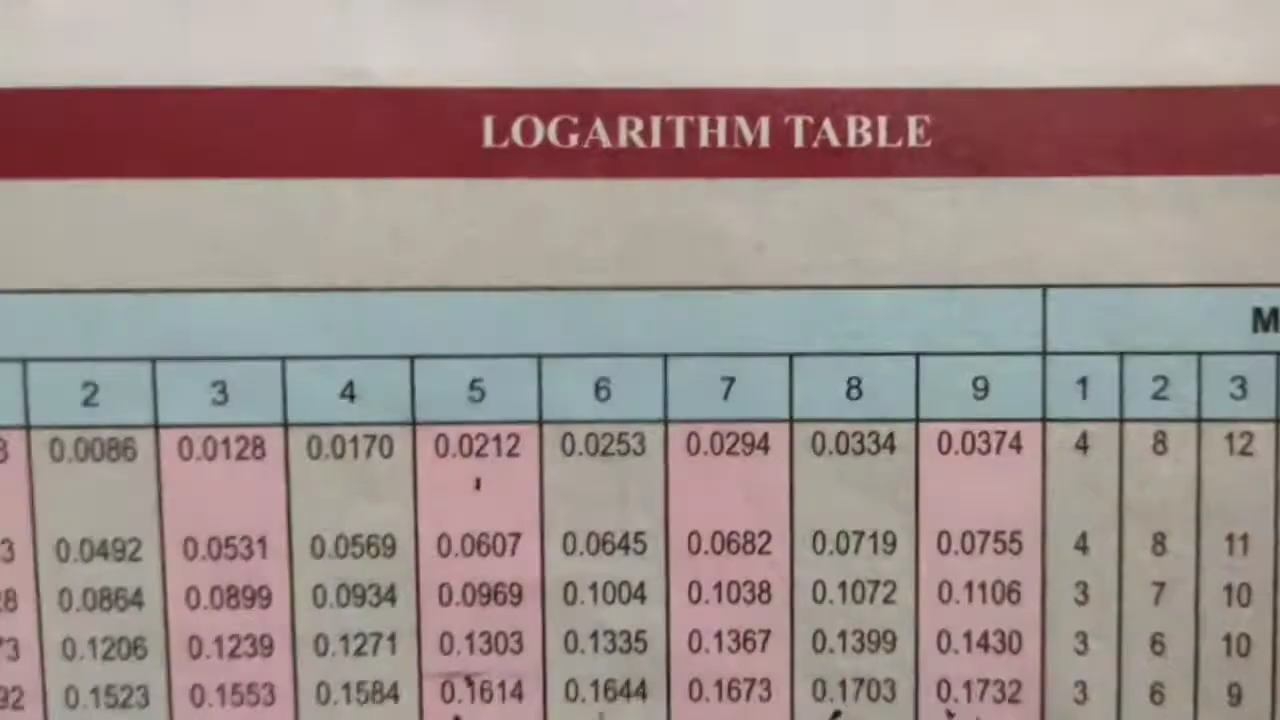 LOGARITHM TABLE
M
2 3 4 5 6 7 8 9 1 2 3
3 0.0086 0.0128 0.0170 0.0212 0.0253 0.0294 0.0334 0.0374 4 8 12
3 0.0492 0.0531 0.0569 0.0607 0.0645 0.0682 0.0719 0.0755 4 8 11
28 0.0864 0.0899 0.0934 0.0969 0.1004 0.1038 0.1072 0.1106 3 7 10
73 0.1206 0.1239 0.1271 0.1303 0.1335 0.1367 0.1399 0.1430 3 6 10
92 0.1523 0.1553 0.1584 0.1614 0.1644 0.1673 0.1703 0.1732 3 6 9